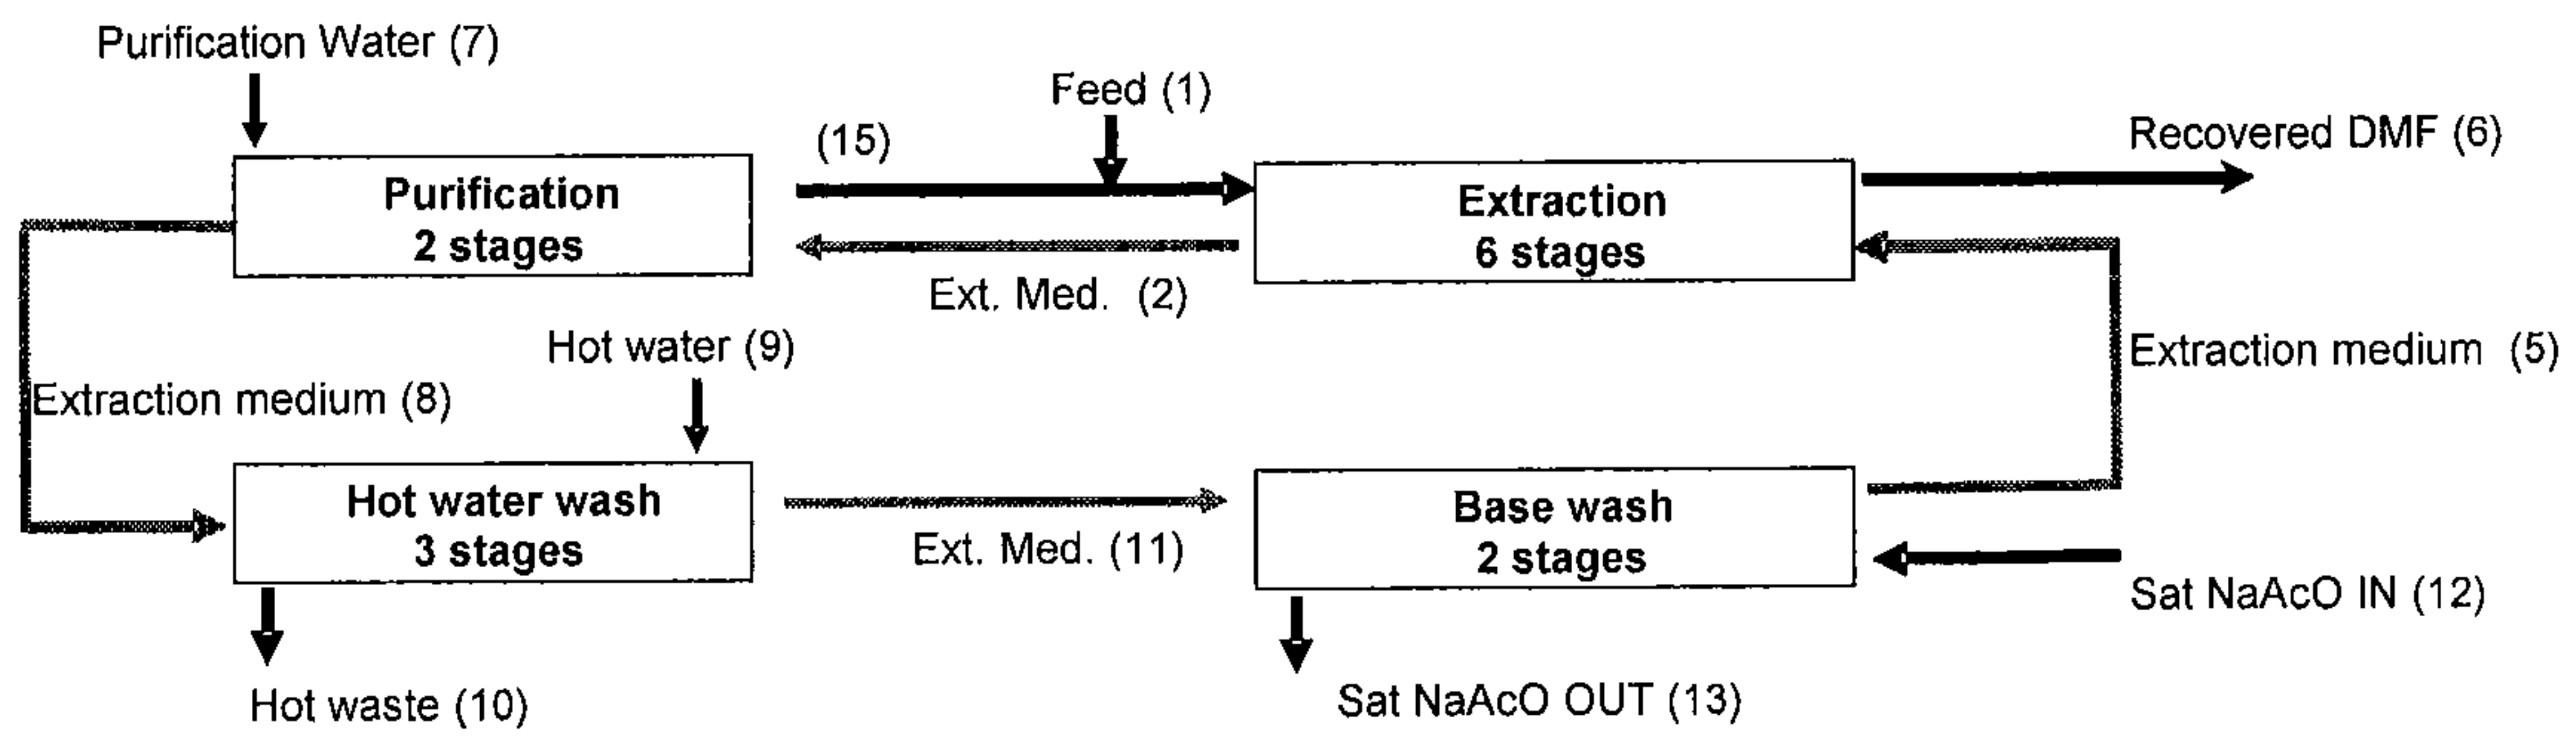 Purification Water (7)
Feed (1)
(15)
Recovered DMF (6)
Purification
2 stages
Extraction
6 stages
Ext. Med. (2)
Hot water (9)
Extraction medium (5)
Extraction medium (8)
Hot water wash
3 stages
Base wash
2 stages
Ext. Med. (11)
Sat NaAcO IN (12)
Hot waste (10)
Sat NaAcO OUT (13)